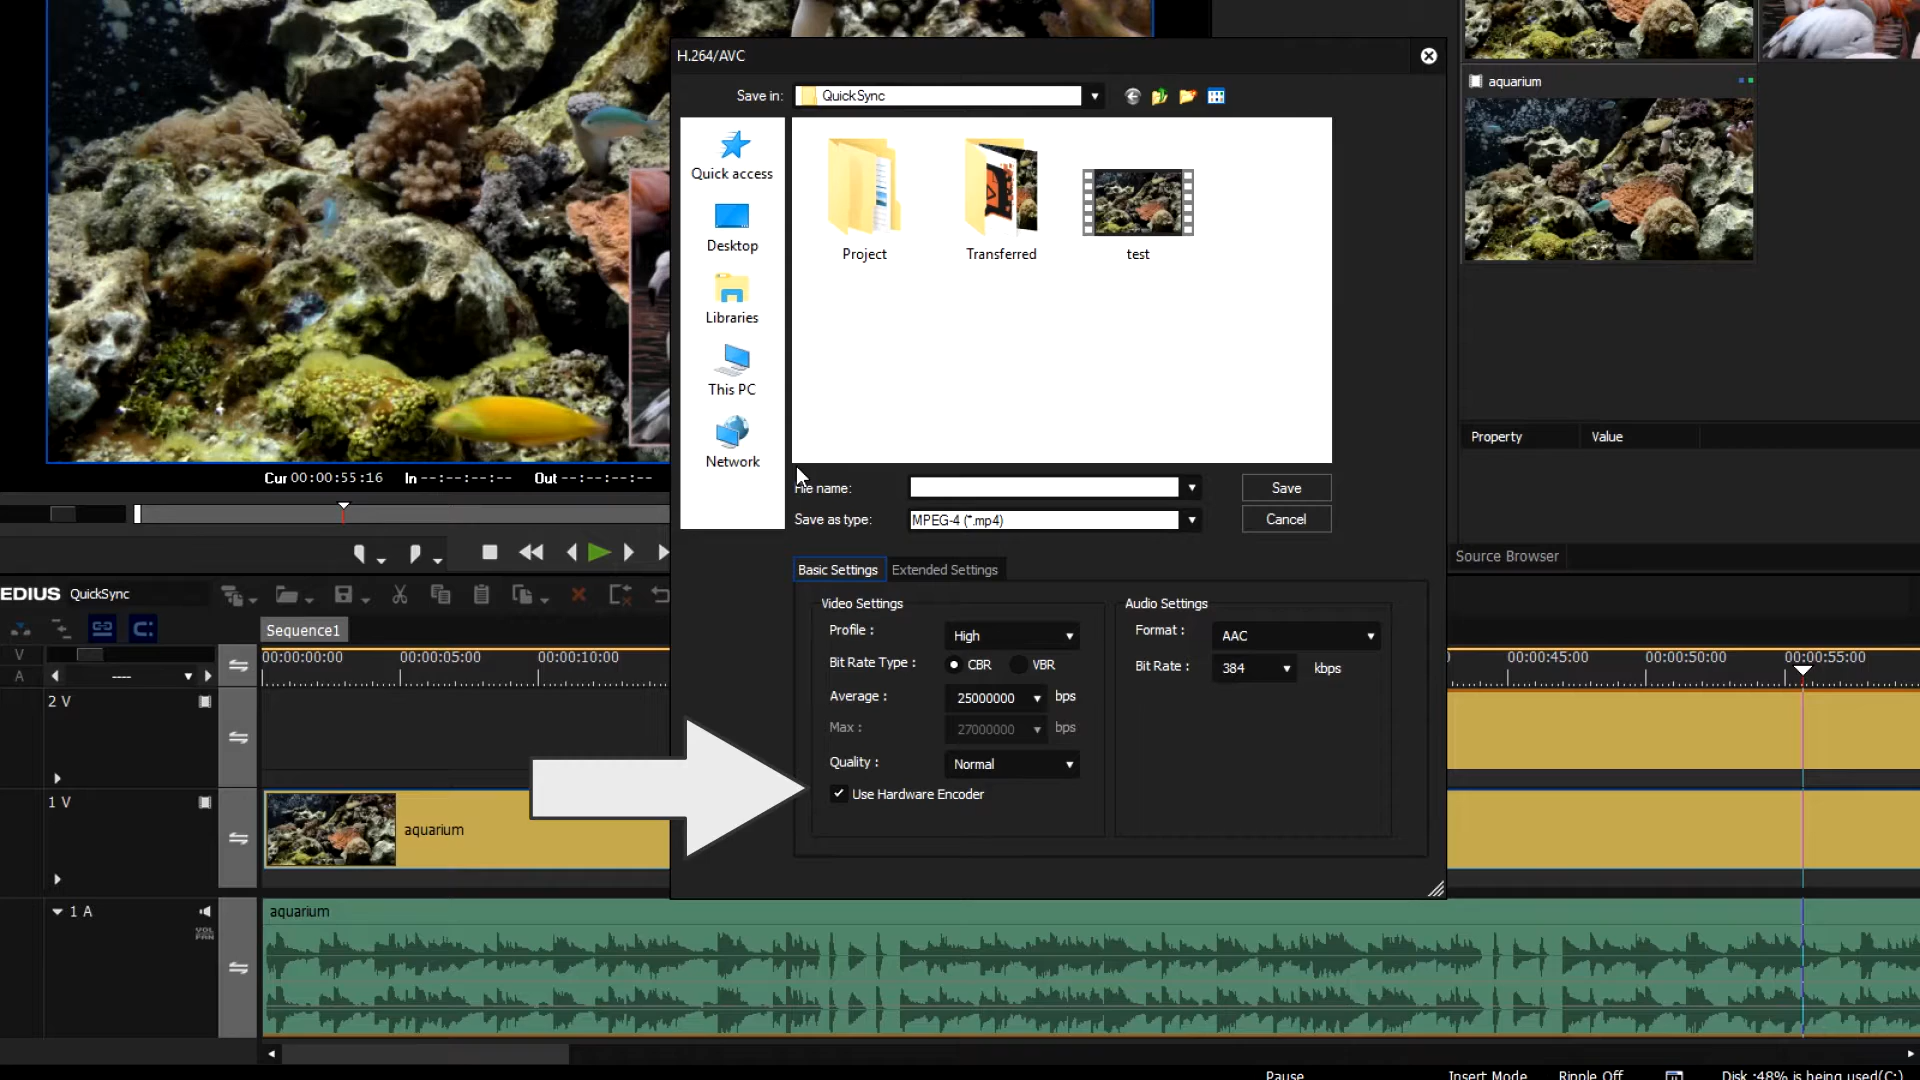 H.264/AVC
Save in:
QuickSync
Quick access
Desktop
Libraries
This PC
Network
Project
Transferred
test
File name:
Save
Save as type:
MPEG-4 (*.mp4)
Cancel
Basic Settings
Extended Settings
Video Settings
Profile :
High
Bit Rate Type :
CBR
VBR
Average :
25000000
bps
Max :
27000000
bps
Quality :
Normal
Use Hardware Encoder
Audio Settings
Format :
AAC
Bit Rate :
384
kbps
aquarium
Property
Value
Source Browser
Cur 00:00:55:16
In --:--:--:--
Out --:--:--:--
EDIUS QuickSync
Sequence1
00:00:00:00
00:00:05:00
00:00:10:00
00:00:45:00
00:00:50:00
00:00:55:00
V
A
----
2 V
1 V
aquarium
1 A
VOL
PAN
aquarium
Pause
Insert Mode
Ripple Off
Disk :48% is being used(C:)